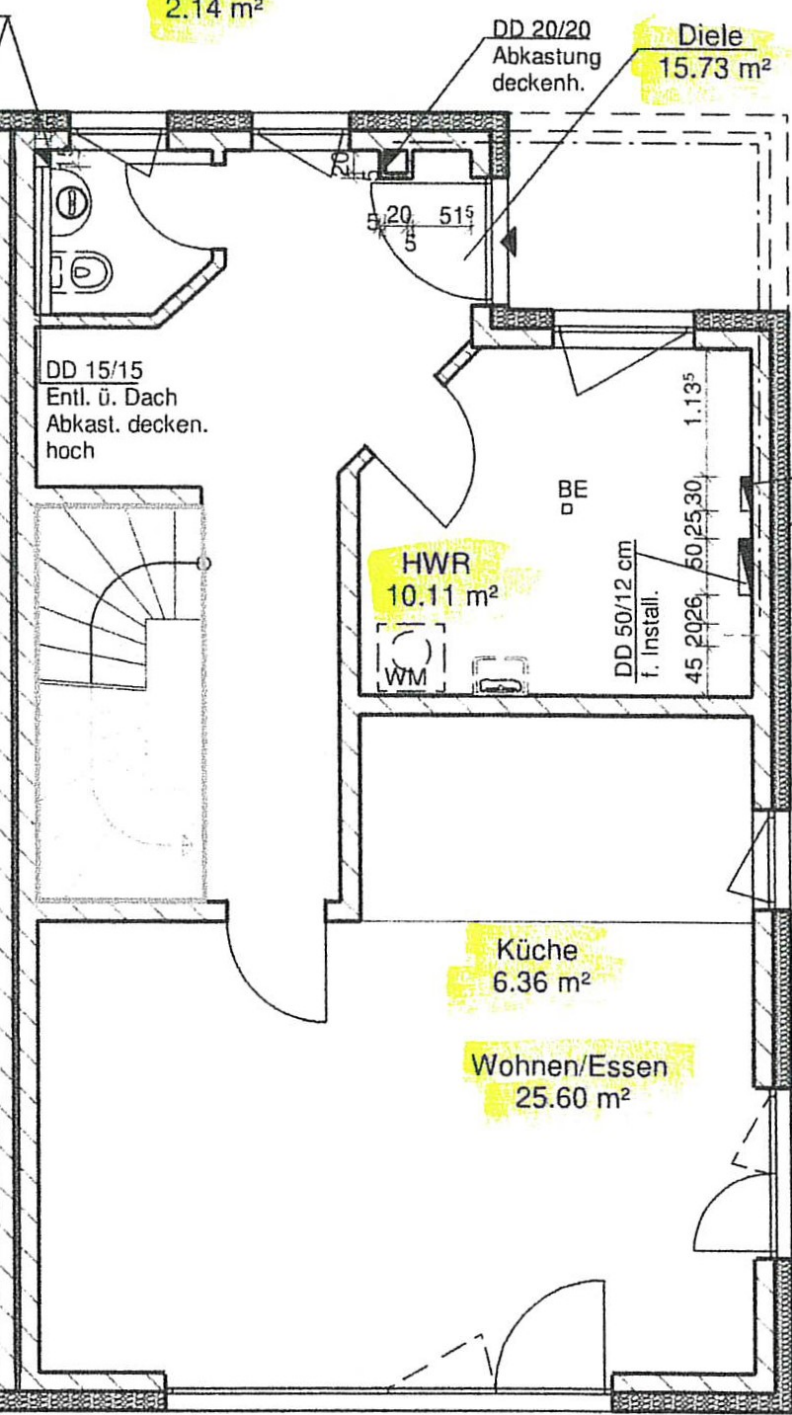 2.14 m²
DD 20/20
Abkastung
deckenh.
Diele
15.73 m²
20
5
5 20 51⁵
5
DD 15/15
Entl. ü. Dach
Abkast. decken.
hoch
BE
HWR
10.11 m²
WM
DD 50/12 cm
f. Install.
45 20 26 50 25 30 1.13⁵
Küche
6.36 m²
Wohnen/Essen
25.60 m²